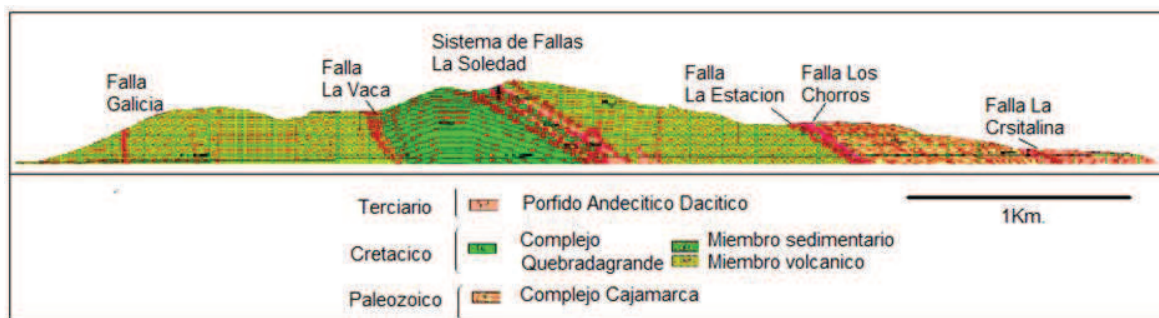 Sistema de Fallas
La Soledad
Falla
Galicia
Falla
La Vaca
Falla
La Estacion
Falla Los
Chorros
Falla La
Crsitalina
Terciario
Porfido Andecitico Dacitico
Cretacico
Complejo
Quebradagrande
Miembro sedimentario
Miembro volcanico
Paleozoico
Complejo Cajamarca
1Km.